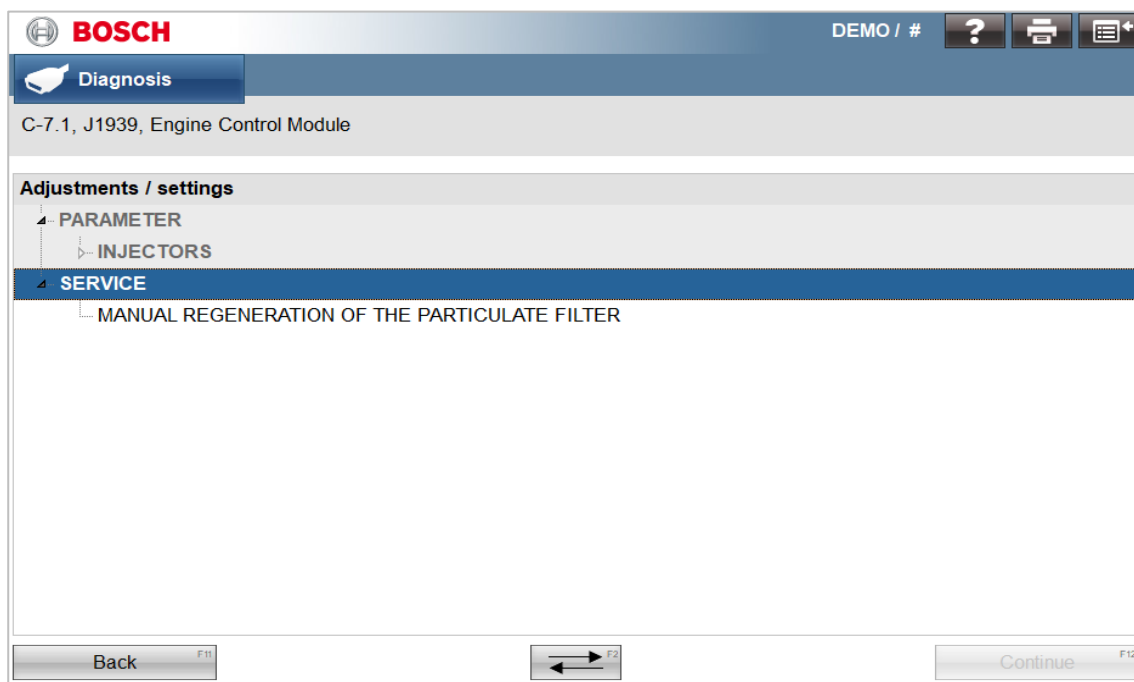 BOSCH
DEMO / #
?
Diagnosis
C-7.1, J1939, Engine Control Module
Adjustments / settings
PARAMETER
INJECTORS
SERVICE
MANUAL REGENERATION OF THE PARTICULATE FILTER
Back F11
F2
Continue F12